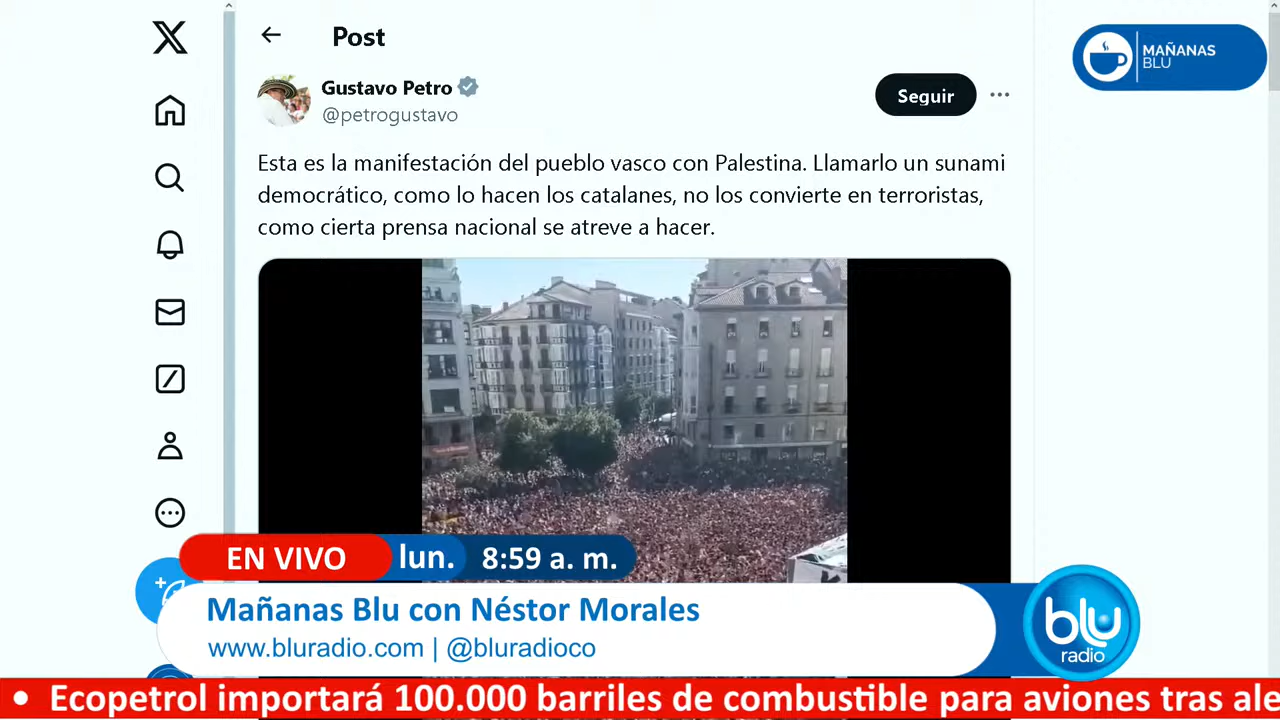 Post
MAÑANAS
BLU
Gustavo Petro
@petrogustavo
Seguir
Esta es la manifestación del pueblo vasco con Palestina. Llamarlo un sunami
democrático, como lo hacen los catalanes, no los convierte en terroristas,
como cierta prensa nacional se atreve a hacer.
EN VIVO lun. 8:59 a. m.
Mañanas Blu con Néstor Morales
www.bluradio.com | @bluradioco
blu
radio
• Ecopetrol importará 100.000 barriles de combustible para aviones tras ale